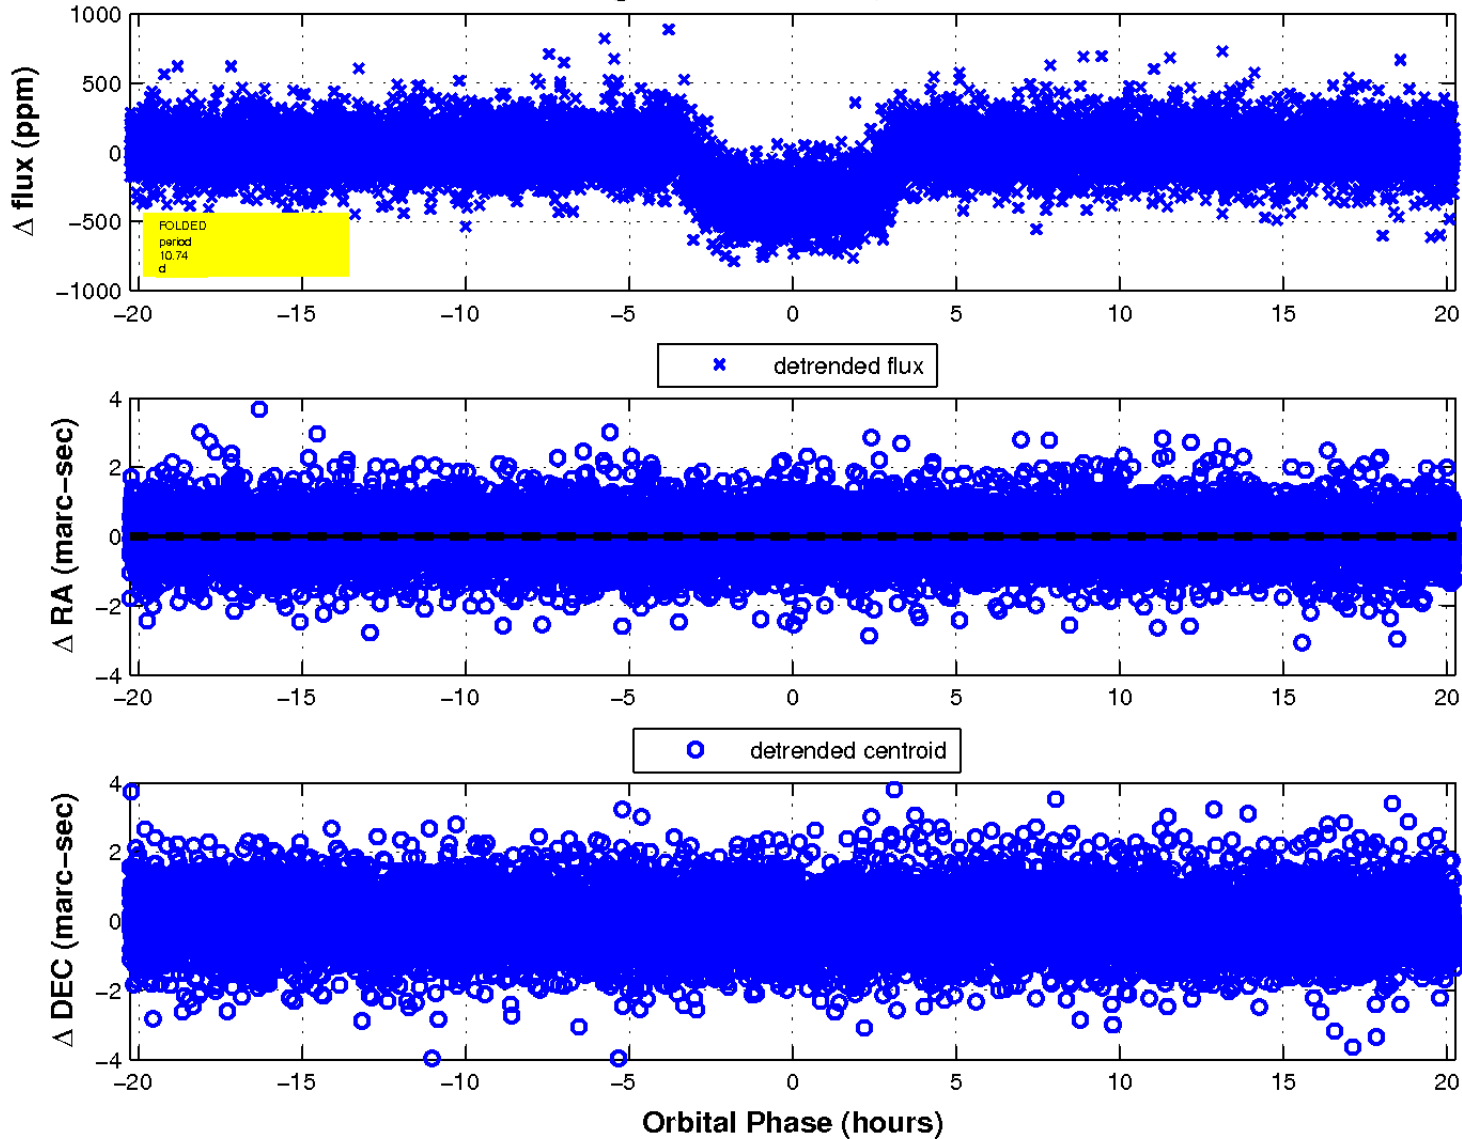 1000
500
0
−500
−1000
Δ flux (ppm)
FOLDED
period
10.74
d
−20 −15 −10 −5 0 5 10 15 20
detrended flux
4
2
0
−2
−4
Δ RA (marc−sec)
−20 −15 −10 −5 0 5 10 15 20
detrended centroid
4
2
0
−2
−4
Δ DEC (marc−sec)
−20 −15 −10 −5 0 5 10 15 20
Orbital Phase (hours)